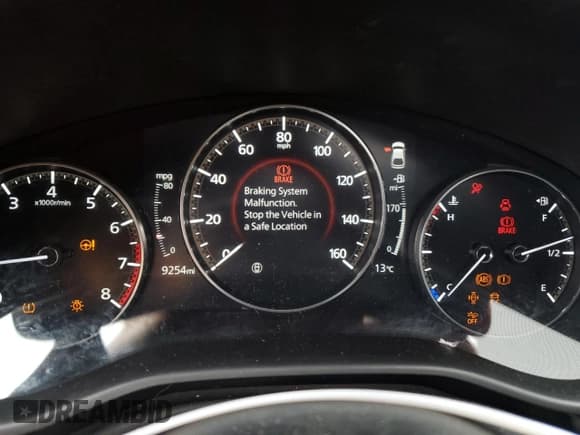 3 4 5 6 7 8
x1000r/min
mpg
80
40
0
9254mi
0 20 40 60 80 100 120 140 160
mph
BRAKE
Braking System
Malfunction.
Stop the Vehicle in
a Safe Location
mi
170
0
13°C
H
C
F
1/2
E
BRAKE
ABS
OFF
DREAMBID